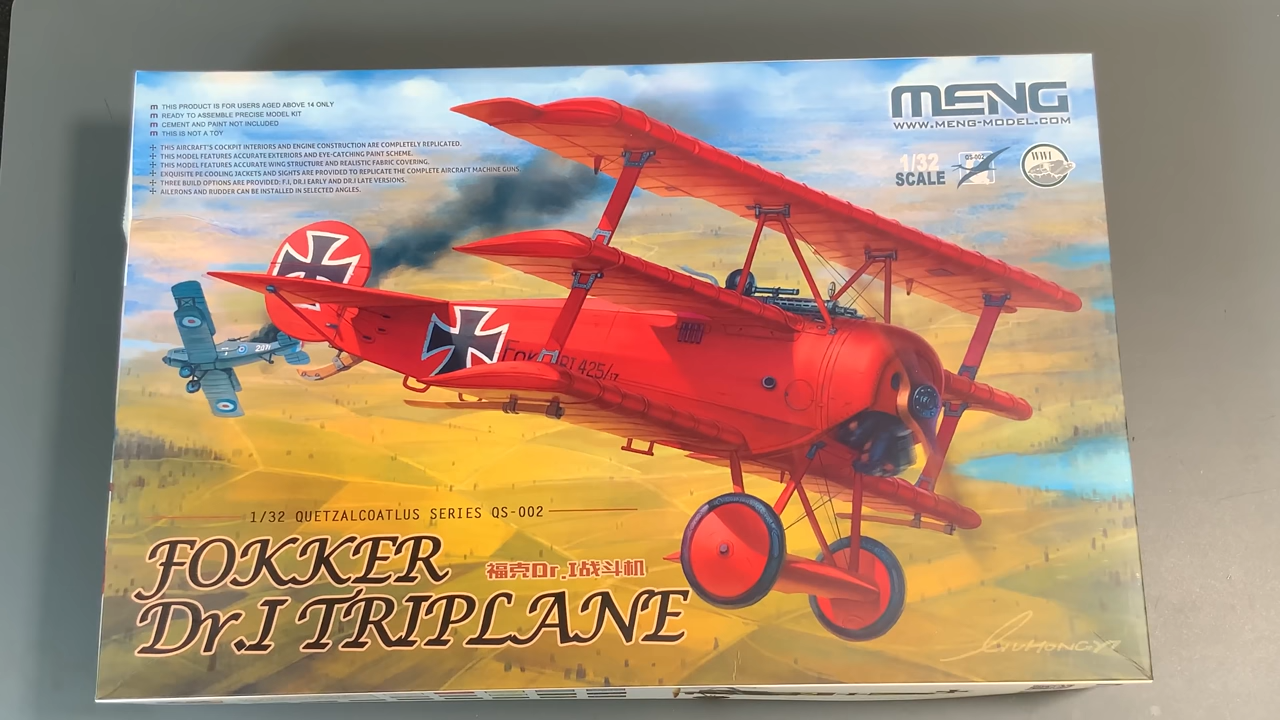 m THIS PRODUCT IS FOR USERS AGED ABOVE 14 ONLY
m READY TO ASSEMBLE PRECISE MODEL KIT
m CEMENT AND PAINT NOT INCLUDED
m THIS IS NOT A TOY
THIS AIRCRAFT'S COCKPIT INTERIORS AND ENGINE CONSTRUCTION ARE COMPLETELY REPLICATED.
THIS MODEL FEATURES ACCURATE EXTERIORS AND EYE-CATCHING PAINT SCHEME.
THIS MODEL FEATURES ACCURATE WING STRUCTURE AND REALISTIC FABRIC COVERING.
EXQUISITE PE COOLING JACKETS AND SIGHTS ARE PROVIDED TO REPLICATE THE COMPLETE AIRCRAFT MACHINE GUNS.
THREE BUILD OPTIONS ARE PROVIDED: F.I, DR.I EARLY AND DR.I LATE VERSIONS.
AILERONS AND RUDDER CAN BE INSTALLED IN SELECTED ANGLES.
MENG
WWW.MENG-MODEL.COM
1/32
SCALE
QS-002
WWI
425/17
1/32 QUETZALCOATLUS SERIES QS-002
FOKKER
福克Dr.I战斗机
Dr.I TRIPLANE
LIUHONGYI